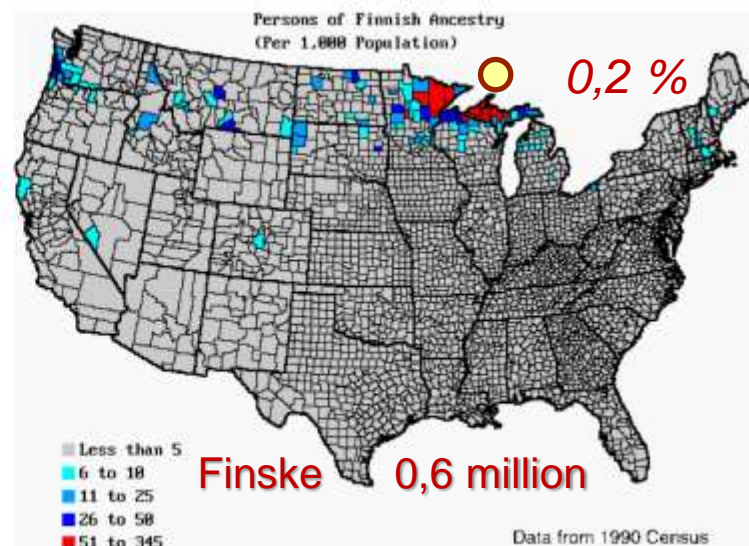 Persons of Finnish Ancestry
(Per 1,000 Population)
0,2 %
Less than 5
6 to 10
11 to 25
26 to 50
51 to 345
Finske 0,6 million
Data from 1990 Census